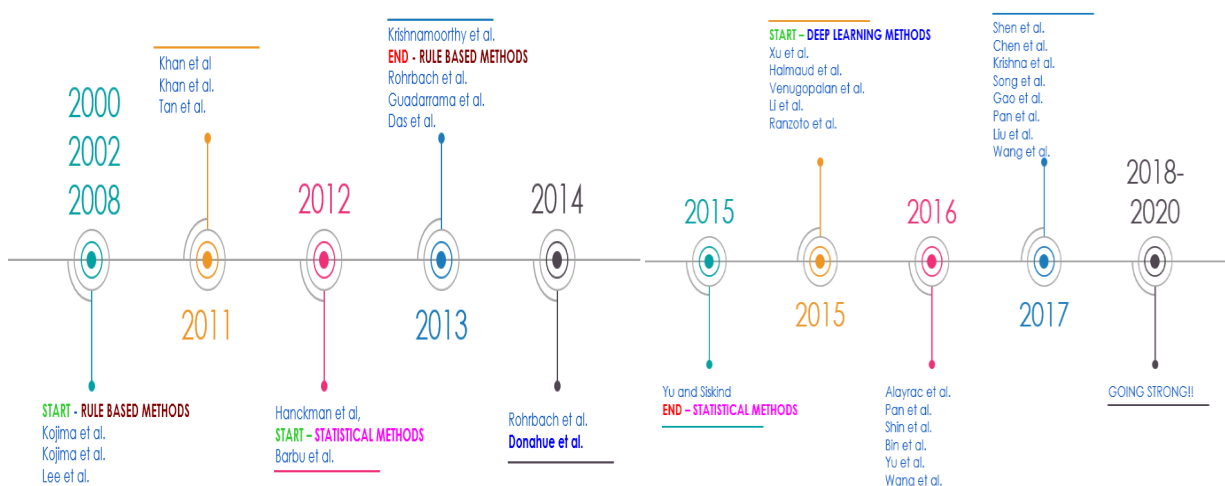 2000
2002
2008
START - RULE BASED METHODS
Kojima et al.
Kojima et al.
Lee et al.
Khan et al
Khan et al.
Tan et al.
2011
2012
Hanckman et al,
START – STATISTICAL METHODS
Barbu et al.
Krishnamoorthy et al.
END - RULE BASED METHODS
Rohrbach et al.
Guadarrama et al.
Das et al.
2013
2014
Rohrbach et al.
Donahue et al.
2015
Yu and Siskind
END – STATISTICAL METHODS
START – DEEP LEARNING METHODS
Xu et al.
Halmaud et al.
Venugopalan et al.
Li et al.
Ranzoto et al.
2015
2016
Alayrac et al.
Pan et al.
Shin et al.
Bin et al.
Yu et al.
Wang et al.
Shen et al.
Chen et al.
Krishna et al.
Song et al.
Gao et al.
Pan et al.
Liu et al.
Wang et al.
2017
2018-
2020
GOING STRONG!!